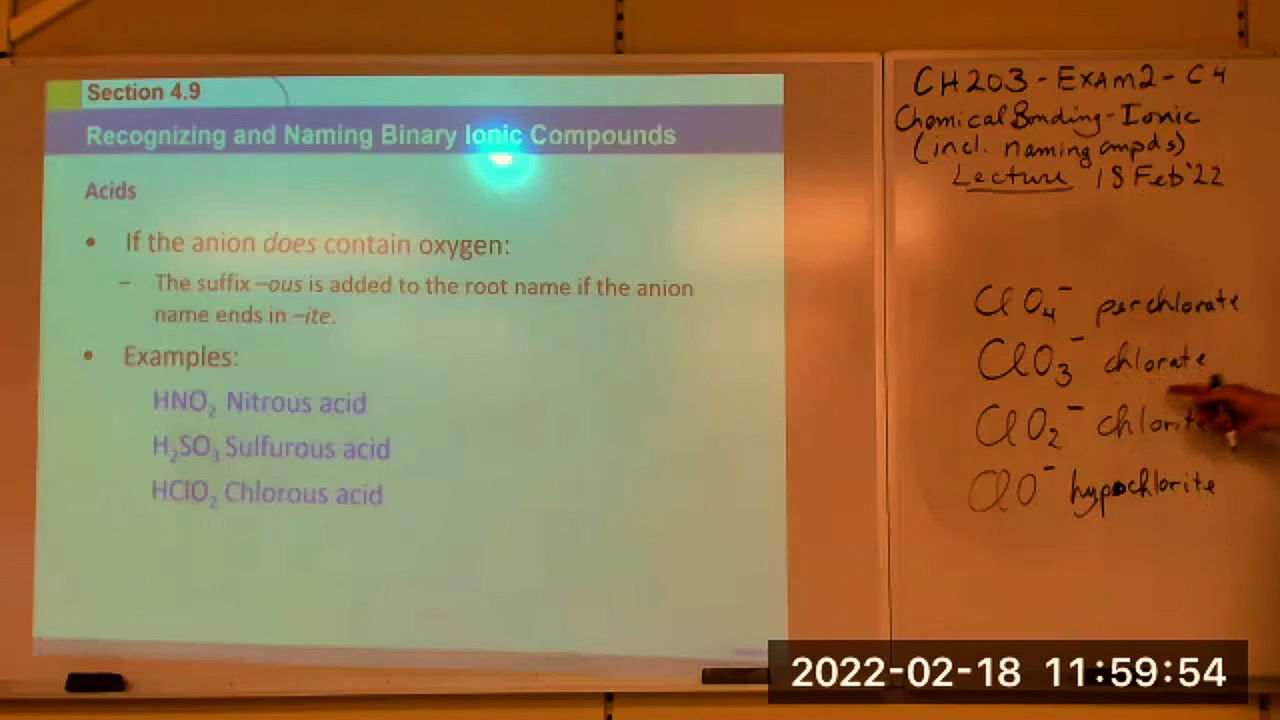 Section 4.9
Recognizing and Naming Binary Ionic Compounds
Acids
• If the anion does contain oxygen:
– The suffix –ous is added to the root name if the anion
name ends in –ite.
• Examples:
HNO₂ Nitrous acid
H₂SO₃ Sulfurous acid
HClO₂ Chlorous acid
CH203 - EXAM2 - C4
Chemical Bonding - Ionic
(incl. naming cmpds)
Lecture 18 Feb '22
ClO₄⁻ perchlorate
ClO₃⁻ chlorate
ClO₂⁻ chlorite
ClO⁻ hypochlorite
2022-02-18 11:59:54